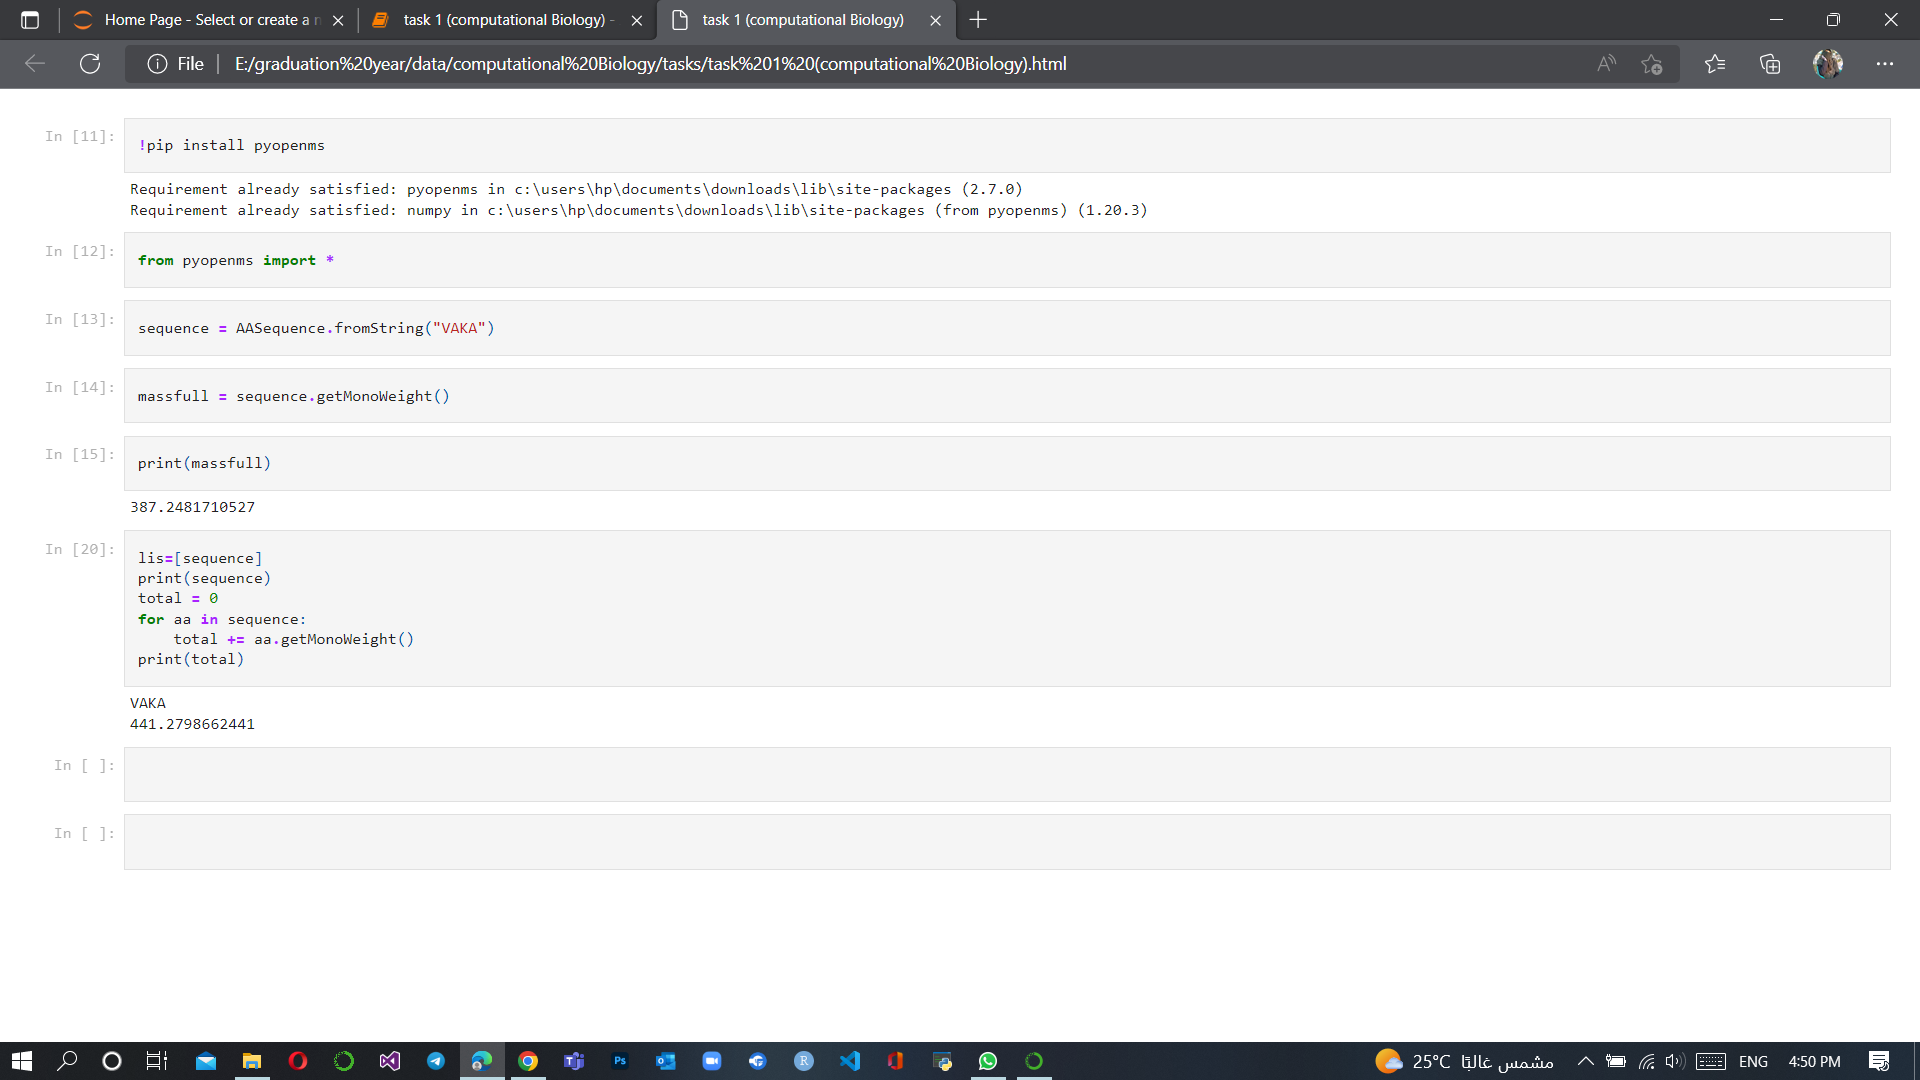 Home Page - Select or create a n
task 1 (computational Biology) -
task 1 (computational Biology)
File
E:/graduation%20year/data/computational%20Biology/tasks/task%201%20(computational%20Biology).html
In [11]:
!pip install pyopenms
Requirement already satisfied: pyopenms in c:\users\hp\documents\downloads\lib\site-packages (2.7.0)
Requirement already satisfied: numpy in c:\users\hp\documents\downloads\lib\site-packages (from pyopenms) (1.20.3)
In [12]:
from pyopenms import *
In [13]:
sequence = AASequence.fromString("VAKA")
In [14]:
massfull = sequence.getMonoWeight()
In [15]:
print(massfull)
387.2481710527
In [20]:
lis=[sequence]
print(sequence)
total = 0
for aa in sequence:
    total += aa.getMonoWeight()
print(total)
VAKA
441.2798662441
In [ ]:
In [ ]:
25°C مشمس غالبًا
ENG
4:50 PM